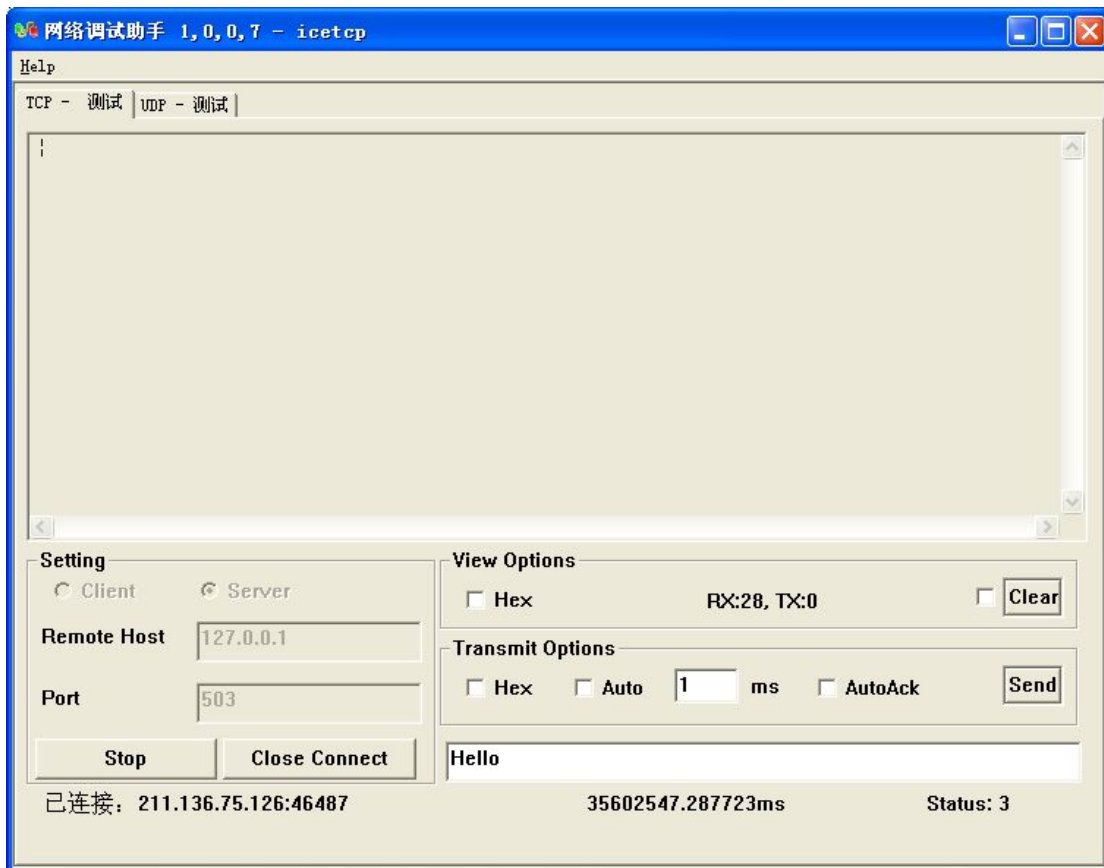 网络调试助手 1,0,0,7 - icetcp
Help
TCP - 测试
UDP - 测试
¦
Setting
Client
Server
Remote Host
127.0.0.1
Port
503
Stop
Close Connect
View Options
Hex
RX:28, TX:0
Clear
Transmit Options
Hex
Auto
1
ms
AutoAck
Send
Hello
已连接：211.136.75.126:46487
35602547.287723ms
Status: 3